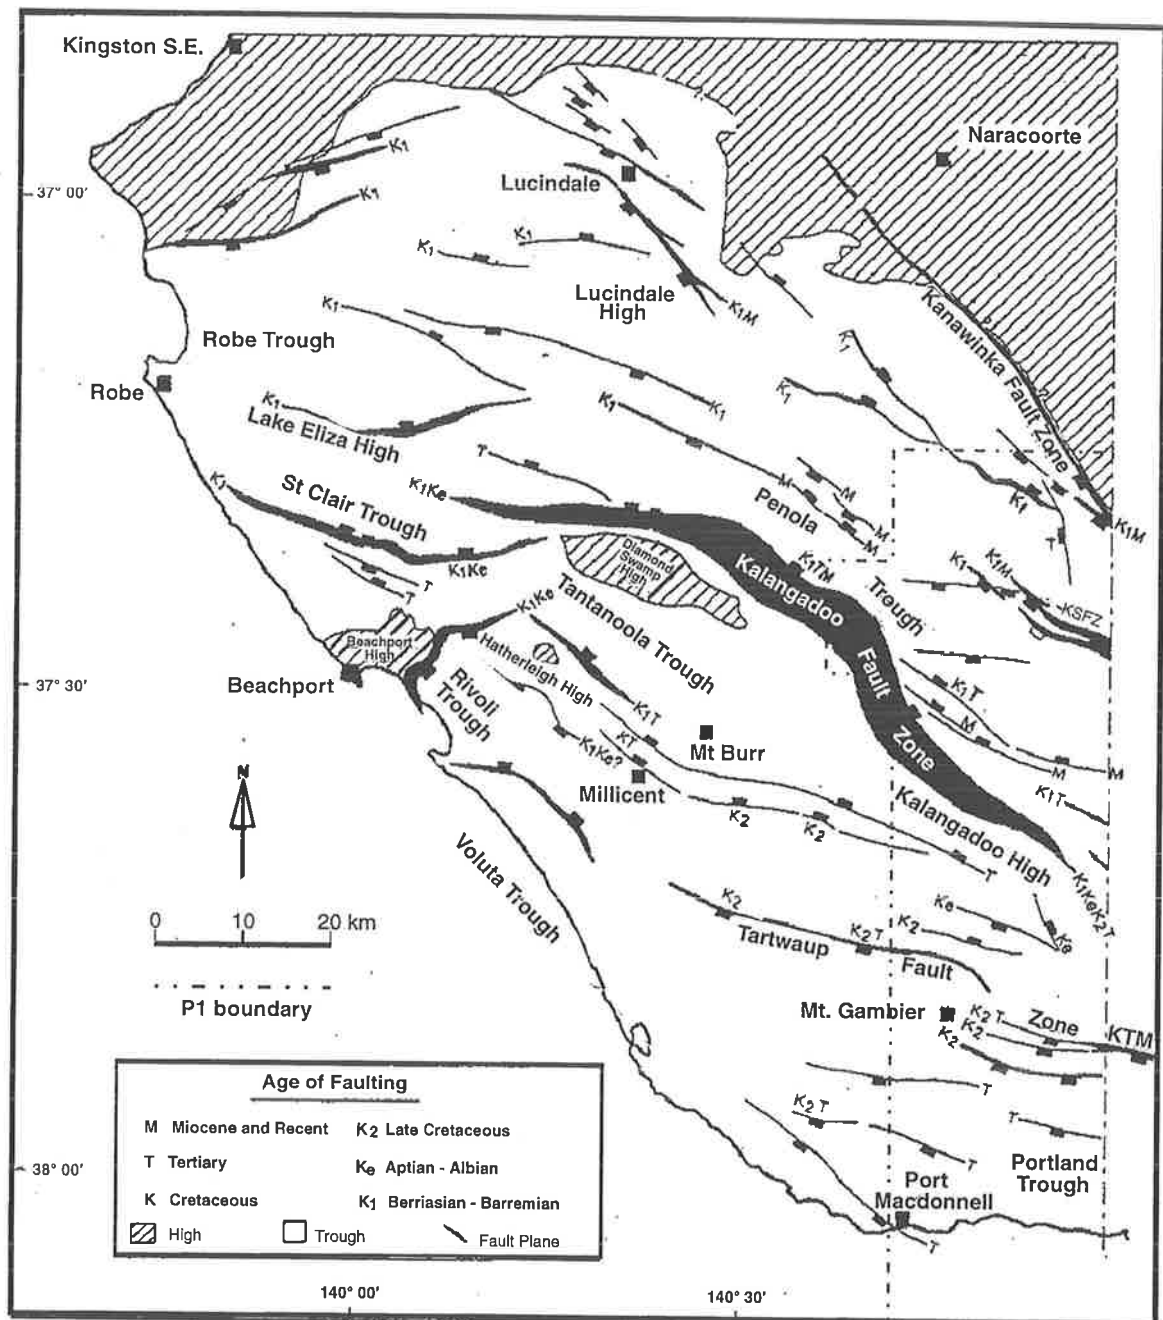 Kingston S.E.
Naracoorte
K1
37° 00'
Lucindale
K1
K1
K1
Lucindale
High
K1M
Kanawinka Fault Zone
K1
Robe Trough
Robe
K1
K1
K1
K1
Lake Eliza High
T
K1Ke
St Clair Trough
K1
M
M
Penola
M
M
K1
T
K1M
Diamond
Swamp
High
K1TM
Kalangadoo
Fault
Zone
Trough
K1
K1M
KSFZ
K1Ke
T
T
K1Ke
Tantanoola Trough
Beachport
High
Hatherleigh High
Beachport
37° 30'
Rivoli
Trough
K1T
K1T
M
M
M
K1Ke?
KT
Mt Burr
Millicent
K2
K2
K1T
Kalangadoo High
T
K1KeK2T
N
Voluta Trough
0 10 20 km
P1 boundary
K2
Ke
Ke
K2T
K2
Tartwaup
Fault
Zone
Mt. Gambier
K2T
K2
K2
KTM
T
K2T
T
T
Portland
Trough
Port
Macdonnell
T
38° 00'
Age of Faulting
M Miocene and Recent
K2 Late Cretaceous
T Tertiary
Ke Aptian - Albian
K Cretaceous
K1 Berriasian - Barremian
High
Trough
Fault Plane
140° 00'
140° 30'